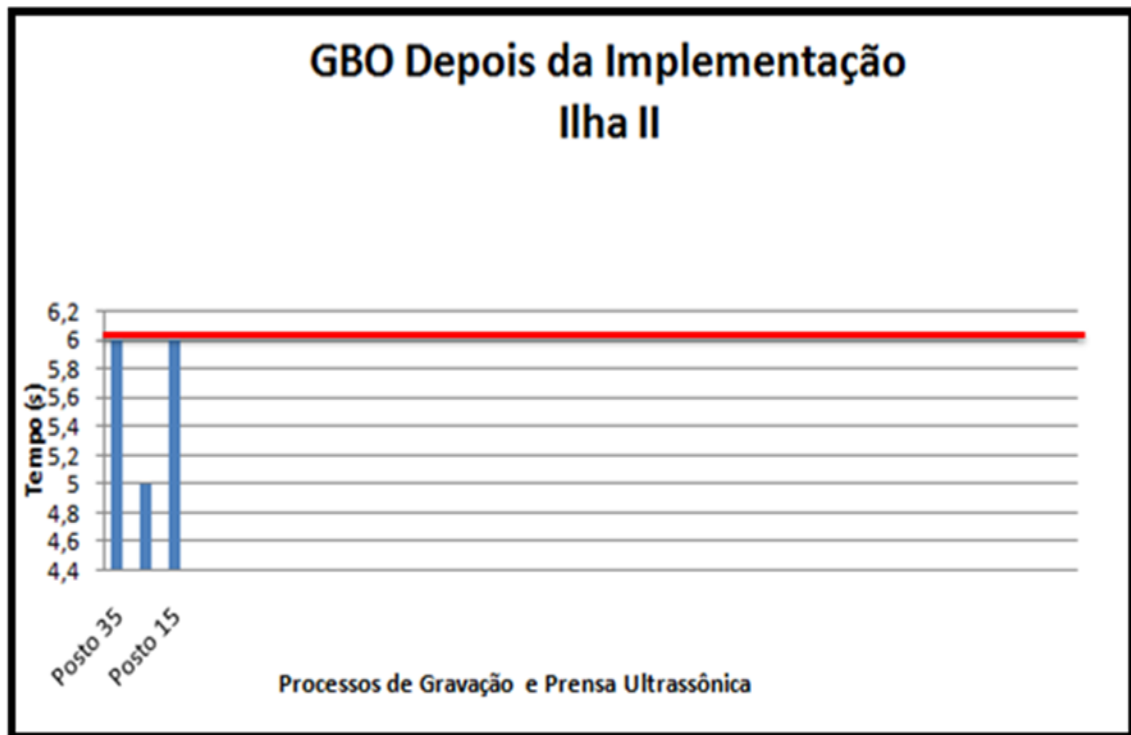 GBO Depois da Implementação
Ilha II
6,2
6
5,8
5,6
5,4
5,2
5
4,8
4,6
4,4
Tempo (s)
Posto 35
Posto 15
Processos de Gravação e Prensa Ultrassônica